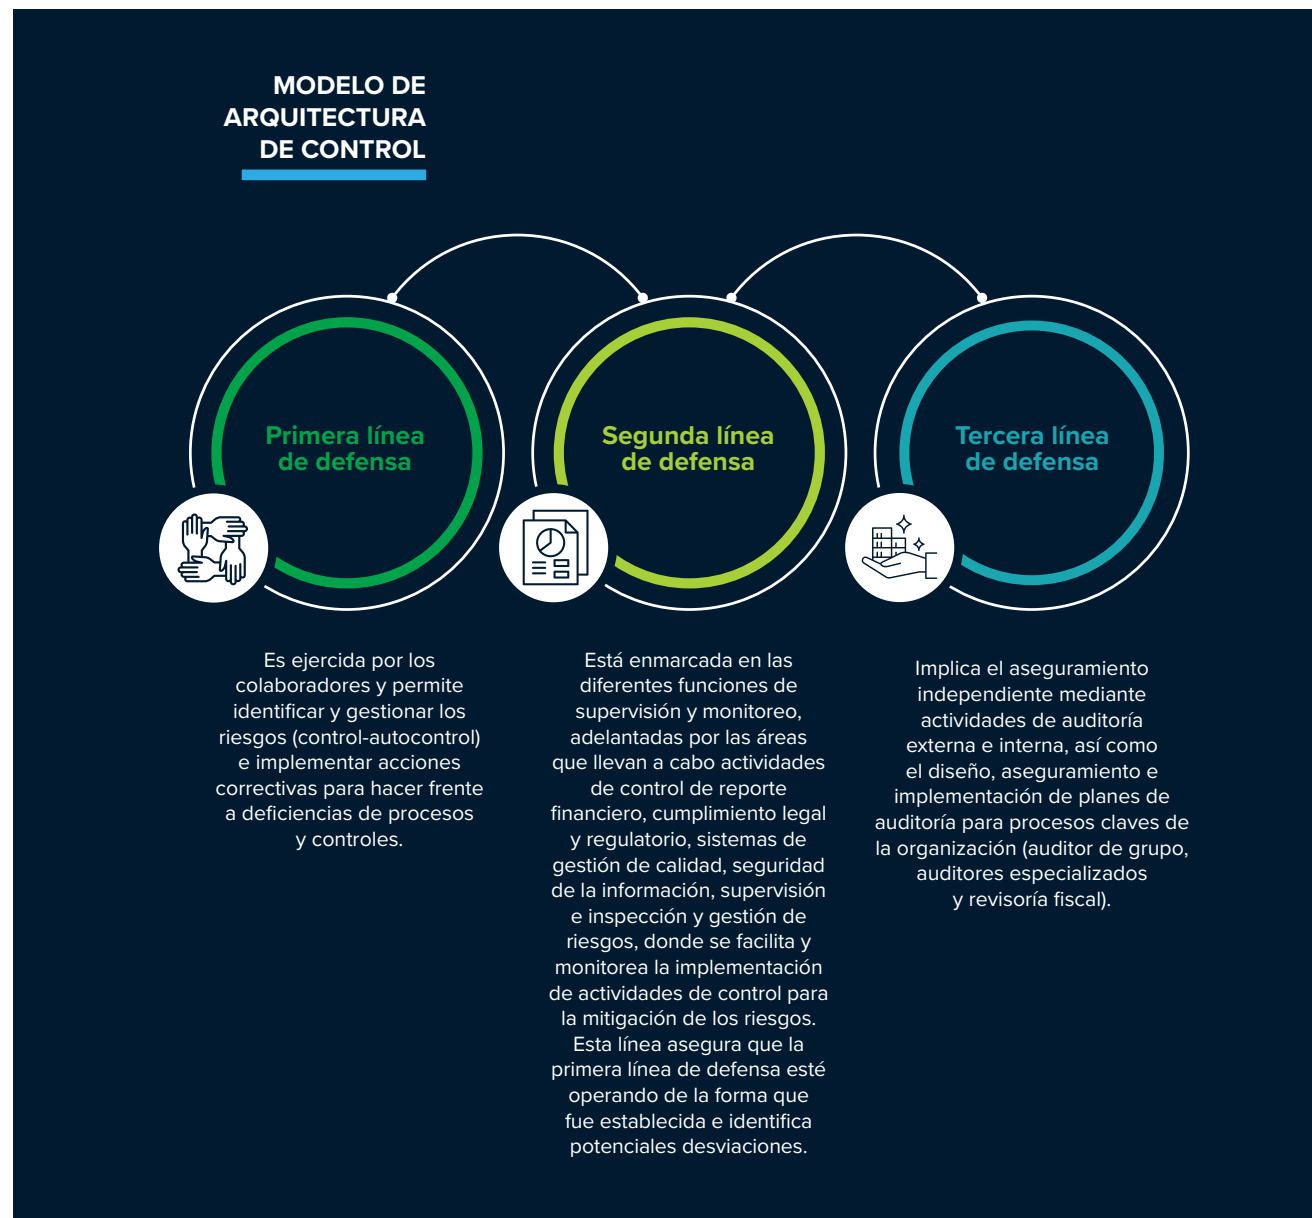 MODELO DE
ARQUITECTURA
DE CONTROL
Primera línea
de defensa
Es ejercida por los
colaboradores y permite
identificar y gestionar los
riesgos (control-autocontrol)
e implementar acciones
correctivas para hacer frente
a deficiencias de procesos
y controles.
Segunda línea
de defensa
Está enmarcada en las
diferentes funciones de
supervisión y monitoreo,
adelantadas por las áreas
que llevan a cabo actividades
de control de reporte
financiero, cumplimiento legal
y regulatorio, sistemas de
gestión de calidad, seguridad
de la información, supervisión
e inspección y gestión de
riesgos, donde se facilita y
monitorea la implementación
de actividades de control para
la mitigación de los riesgos.
Esta línea asegura que la
primera línea de defensa esté
operando de la forma que
fue establecida e identifica
potenciales desviaciones.
Tercera línea
de defensa
Implica el aseguramiento
independiente mediante
actividades de auditoría
externa e interna, así como
el diseño, aseguramiento e
implementación de planes de
auditoría para procesos claves de
la organización (auditor de grupo,
auditores especializados
y revisoría fiscal).